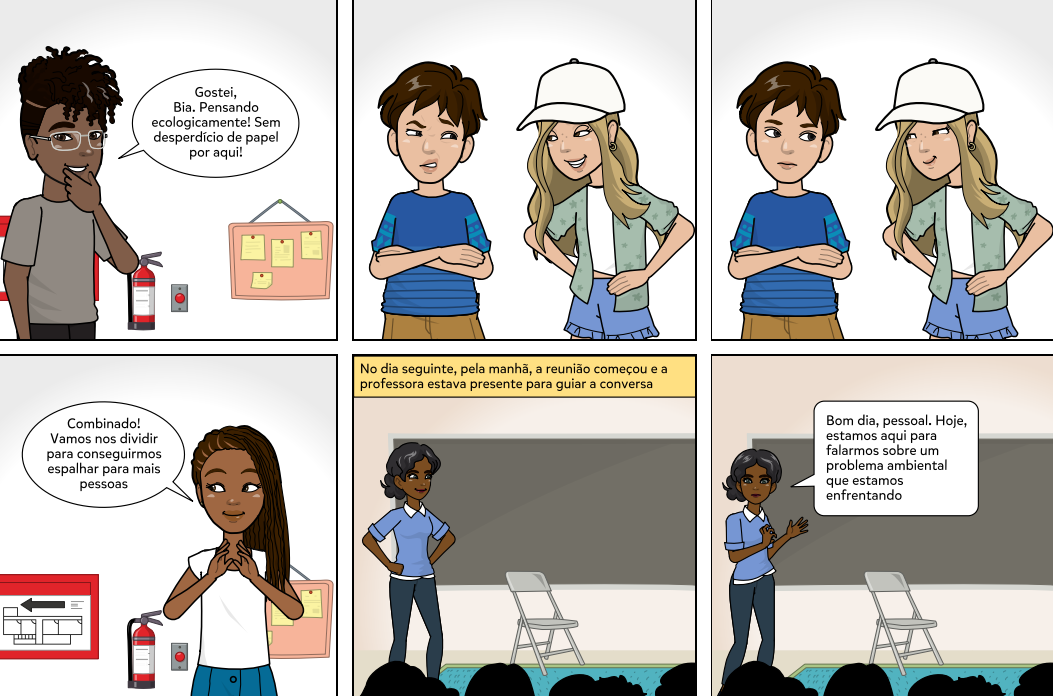 Gostei,
Bia. Pensando
ecologicamente! Sem
desperdício de papel
por aqui!
Combinado!
Vamos nos dividir
para conseguirmos
espalhar para mais
pessoas
No dia seguinte, pela manhã, a reunião começou e a
professora estava presente para guiar a conversa
Bom dia, pessoal. Hoje,
estamos aqui para
falarmos sobre um
problema ambiental
que estamos
enfrentando